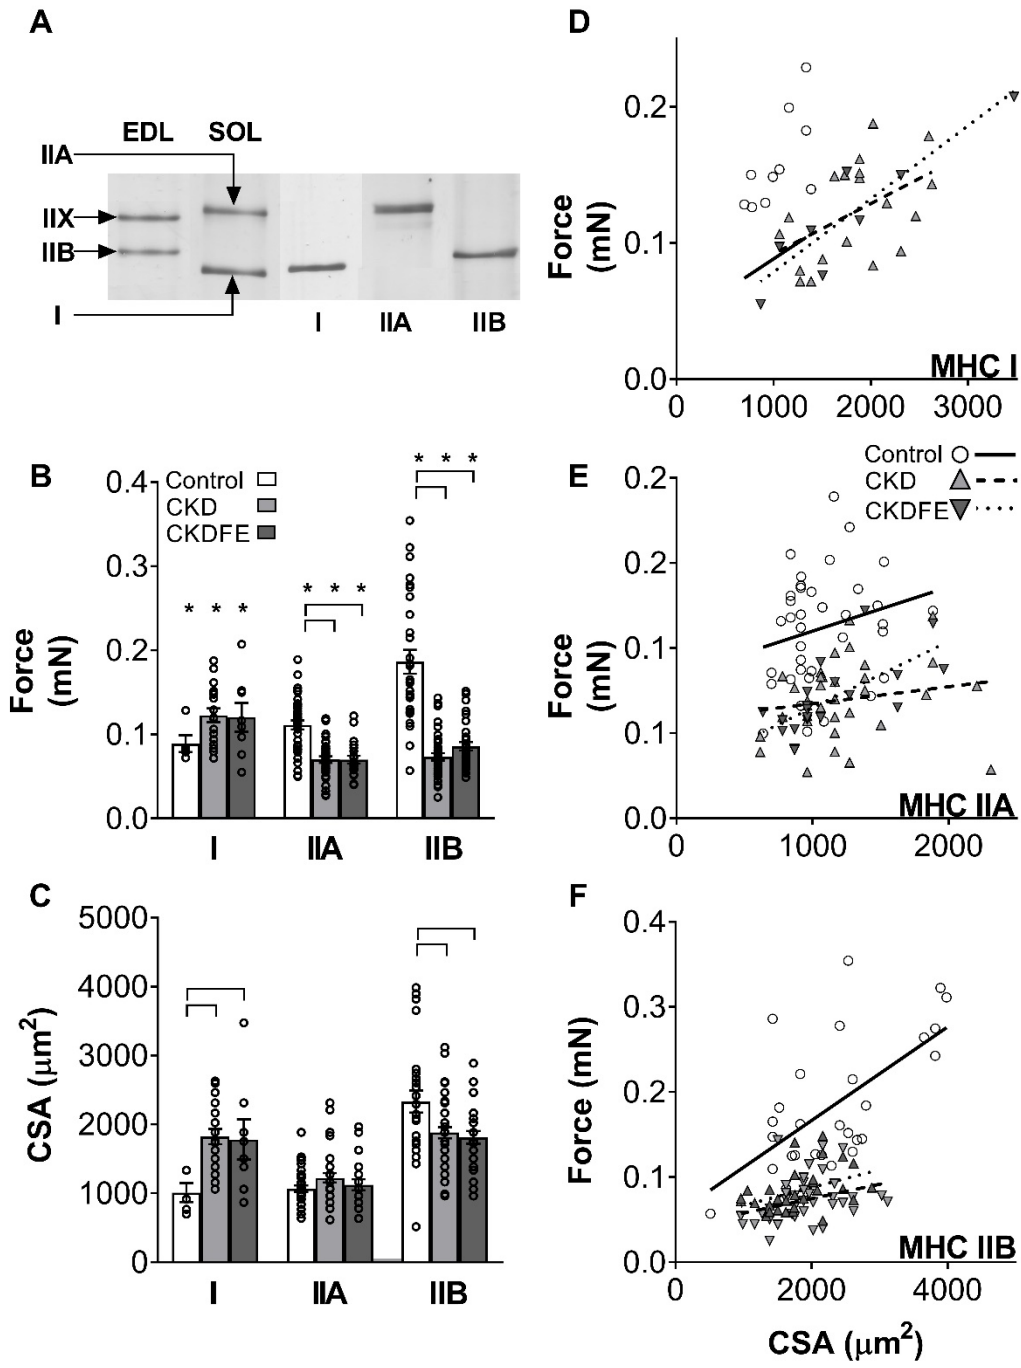 A
EDL SOL
IIA
IIX
IIB
I
I IIA IIB
B
Control
CKD
CKDFE
Force
(mN)
0.4
0.3
0.2
0.1
0.0
* * *
* * *
* * *
I IIA IIB
C
CSA (µm²)
5000
4000
3000
2000
1000
0
I IIA IIB
D
Force
(mN)
0.2
0.1
0.0
MHC I
0 1000 2000 3000
E
Control
CKD
CKDFE
Force
(mN)
0.2
0.2
0.1
0.1
0.0
MHC IIA
0 1000 2000
F
Force (mN)
0.4
0.3
0.2
0.1
0.0
MHC IIB
0 2000 4000
CSA (µm²)